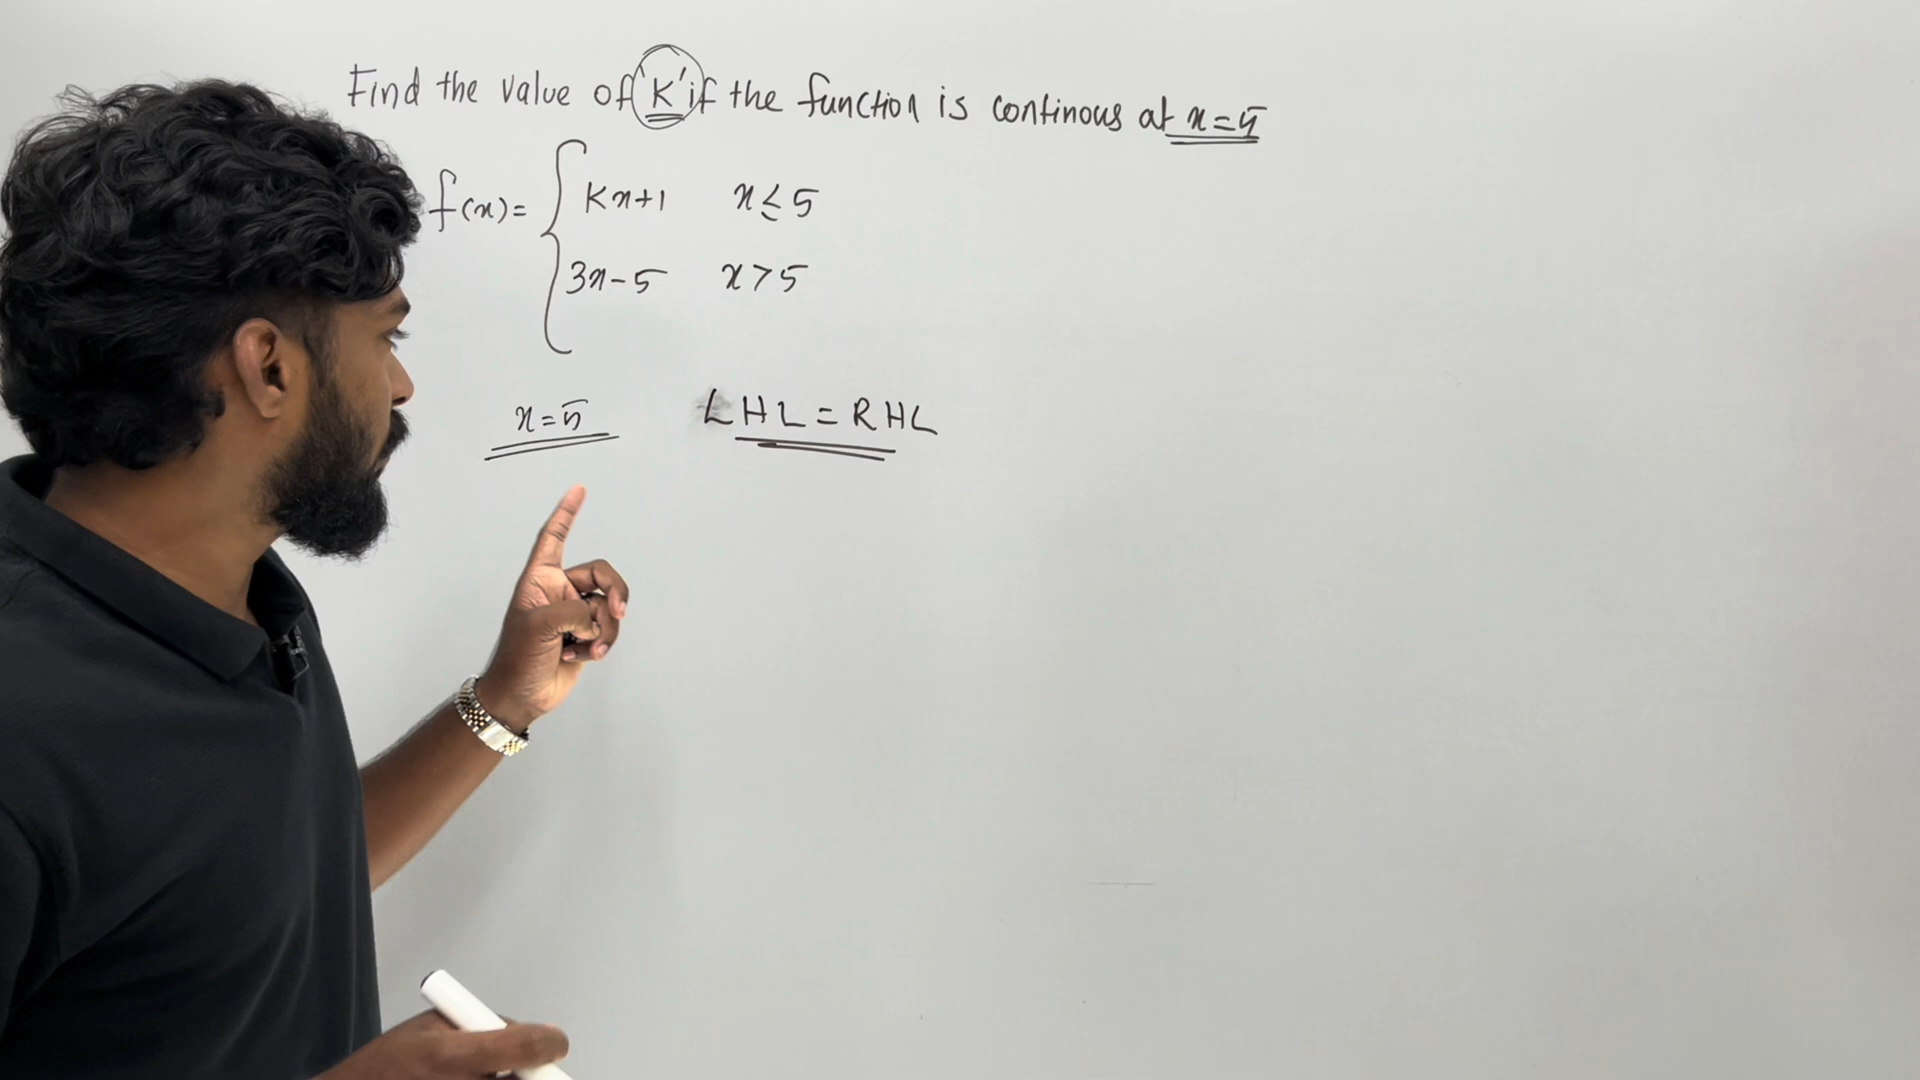 Find the value of 'K' if the function is continous at x=5
f(x)= { Kx+1 x≤5
3x-5 x>5
x=5 LHL=RHL